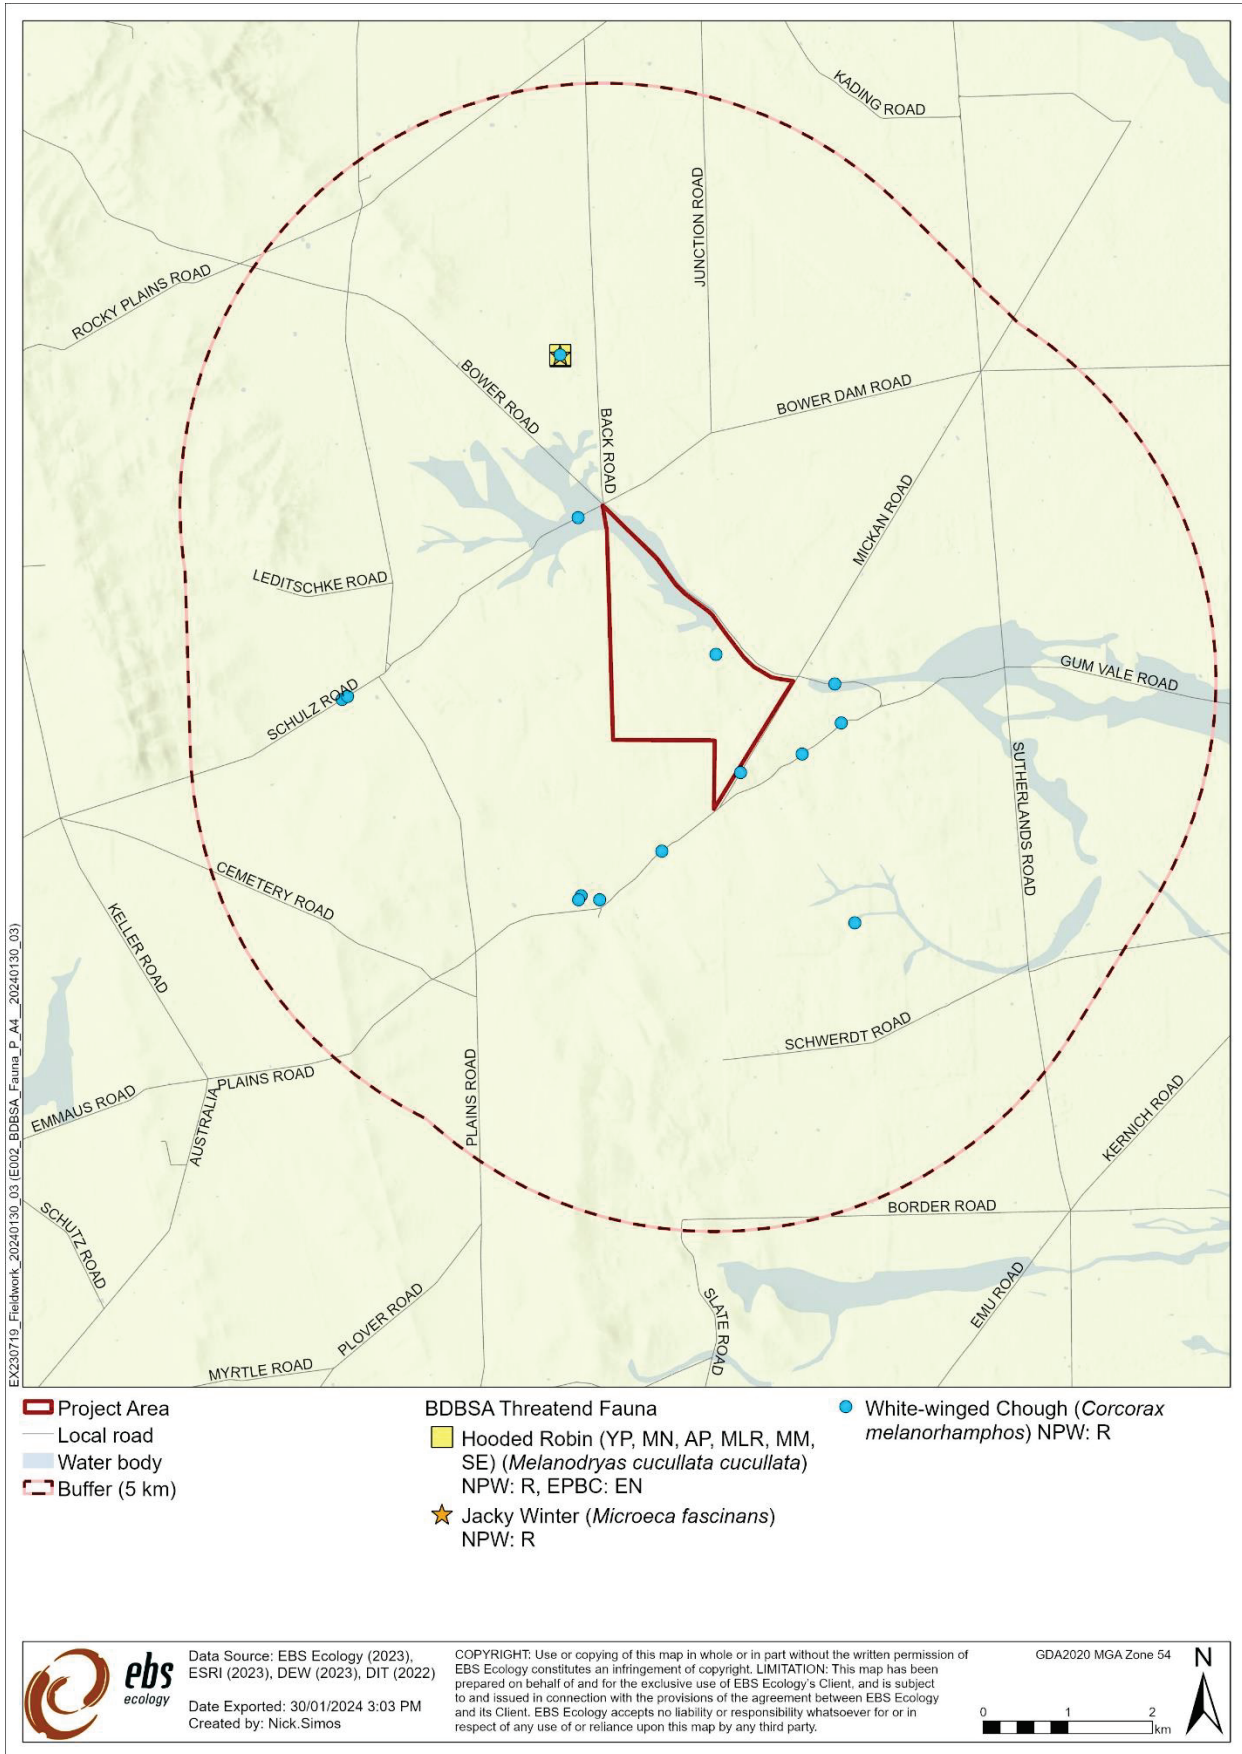 KADING ROAD
JUNCTION ROAD
ROCKY PLAINS ROAD
BOWER ROAD
BACK ROAD
BOWER DAM ROAD
MICKAN ROAD
LEDITSCHKE ROAD
SCHULZ ROAD
GUM VALE ROAD
SUTHERLANDS ROAD
CEMETERY ROAD
KELLER ROAD
SCHWERDT ROAD
PLAINS ROAD
EMMAUS ROAD
AUSTRALIA
PLAINS ROAD
KERNICH ROAD
BORDER ROAD
SCHUTZ ROAD
PLOVER ROAD
SLATE ROAD
EMU ROAD
MYRTLE ROAD
EX230719_Fieldwork_20240130_03 (E002_BDBSA_Fauna_P_A4__20240130_03)
Project Area
Local road
Water body
Buffer (5 km)
BDBSA Threatend Fauna
Hooded Robin (YP, MN, AP, MLR, MM,
SE) (Melanodryas cucullata cucullata)
NPW: R, EPBC: EN
Jacky Winter (Microeca fascinans)
NPW: R
White-winged Chough (Corcorax
melanorhamphos) NPW: R
ebs
ecology
Data Source: EBS Ecology (2023),
ESRI (2023), DEW (2023), DIT (2022)
Date Exported: 30/01/2024 3:03 PM
Created by: Nick.Simos
COPYRIGHT: Use or copying of this map in whole or in part without the written permission of
EBS Ecology constitutes an infringement of copyright. LIMITATION: This map has been
prepared on behalf of and for the exclusive use of EBS Ecology's Client, and is subject
to and issued in connection with the provisions of the agreement between EBS Ecology
and its Client. EBS Ecology accepts no liability or responsibility whatsoever for or in
respect of any use of or reliance upon this map by any third party.
GDA2020 MGA Zone 54
N
0 1 2
km